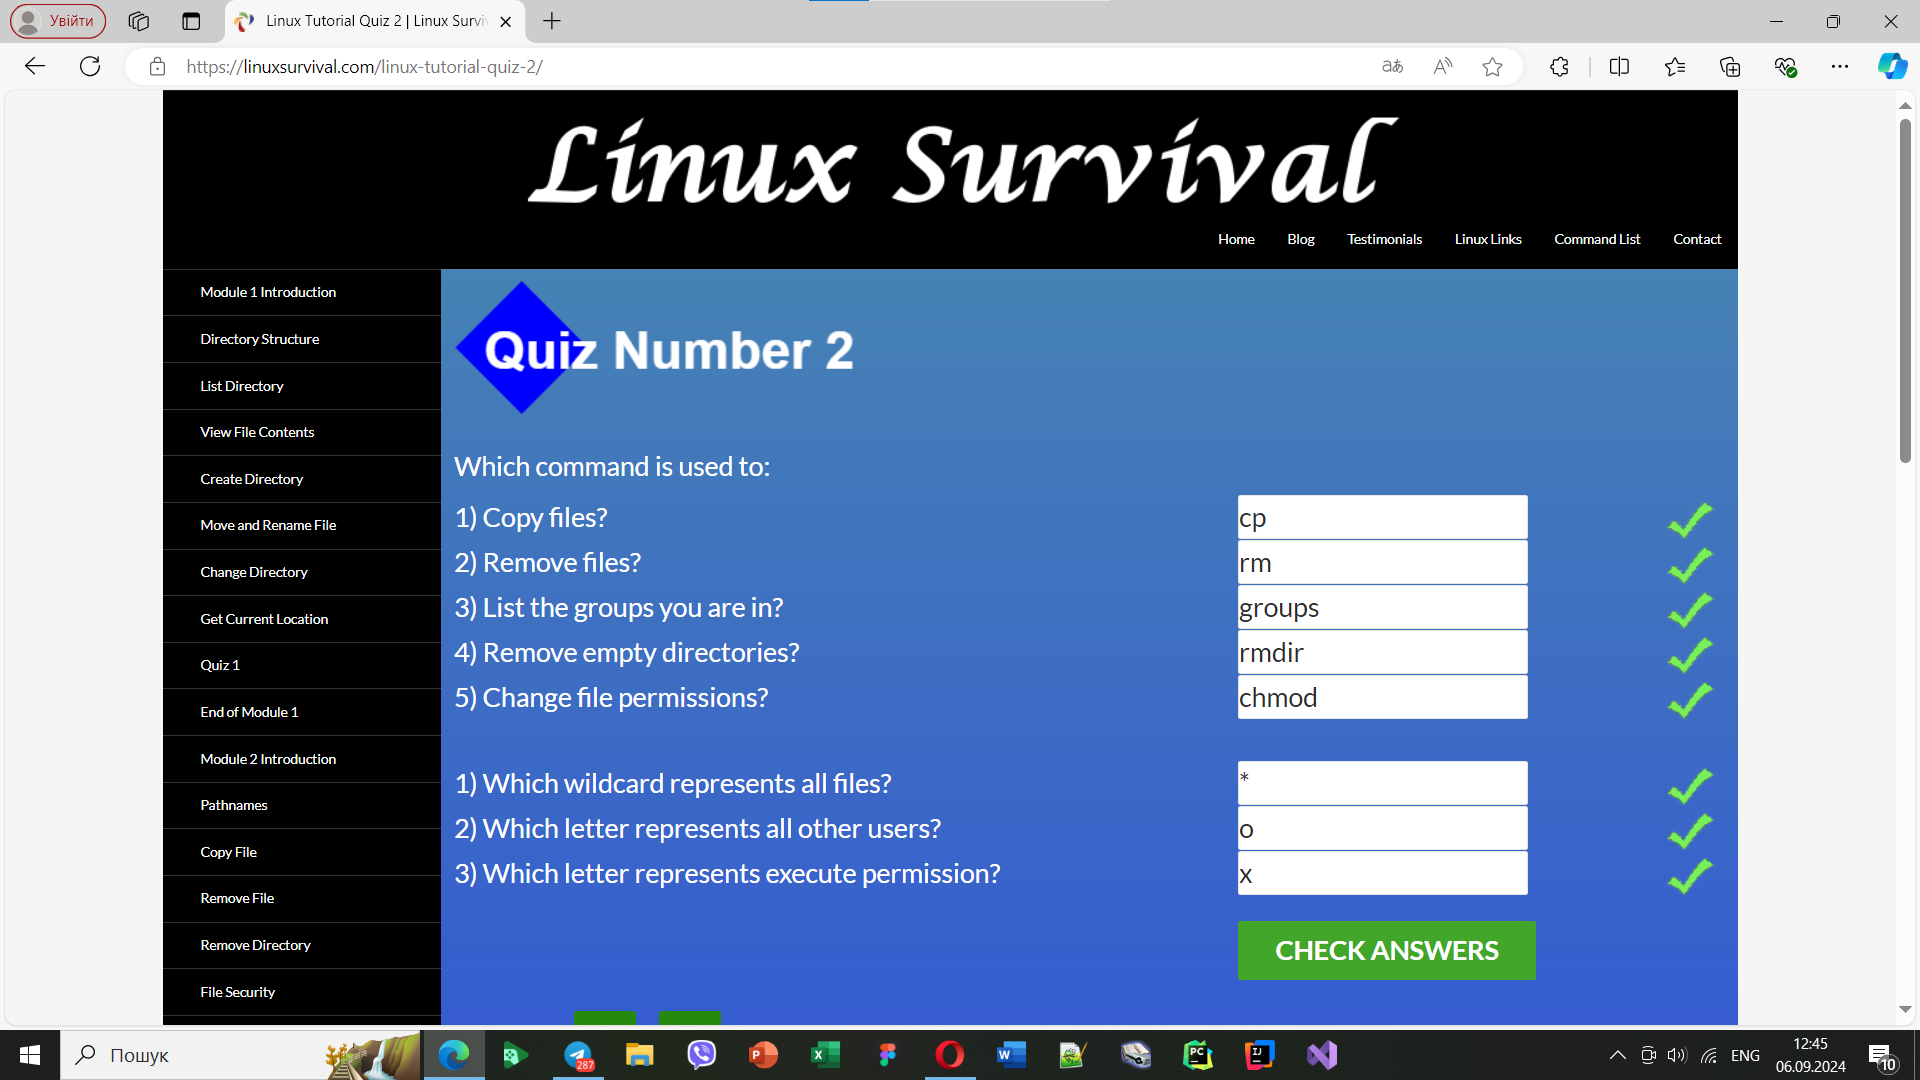 Увійти
Linux Tutorial Quiz 2 | Linux Surviv
https://linuxsurvival.com/linux-tutorial-quiz-2/
Linux Survival
Home Blog Testimonials Linux Links Command List Contact
Module 1 Introduction
Directory Structure
List Directory
View File Contents
Create Directory
Move and Rename File
Change Directory
Get Current Location
Quiz 1
End of Module 1
Module 2 Introduction
Pathnames
Copy File
Remove File
Remove Directory
File Security
Quiz Number 2
Which command is used to:
1) Copy files? cp
2) Remove files? rm
3) List the groups you are in? groups
4) Remove empty directories? rmdir
5) Change file permissions? chmod
1) Which wildcard represents all files? *
2) Which letter represents all other users? o
3) Which letter represents execute permission? x
CHECK ANSWERS
Пошук
287
ENG
12:45
06.09.2024
10